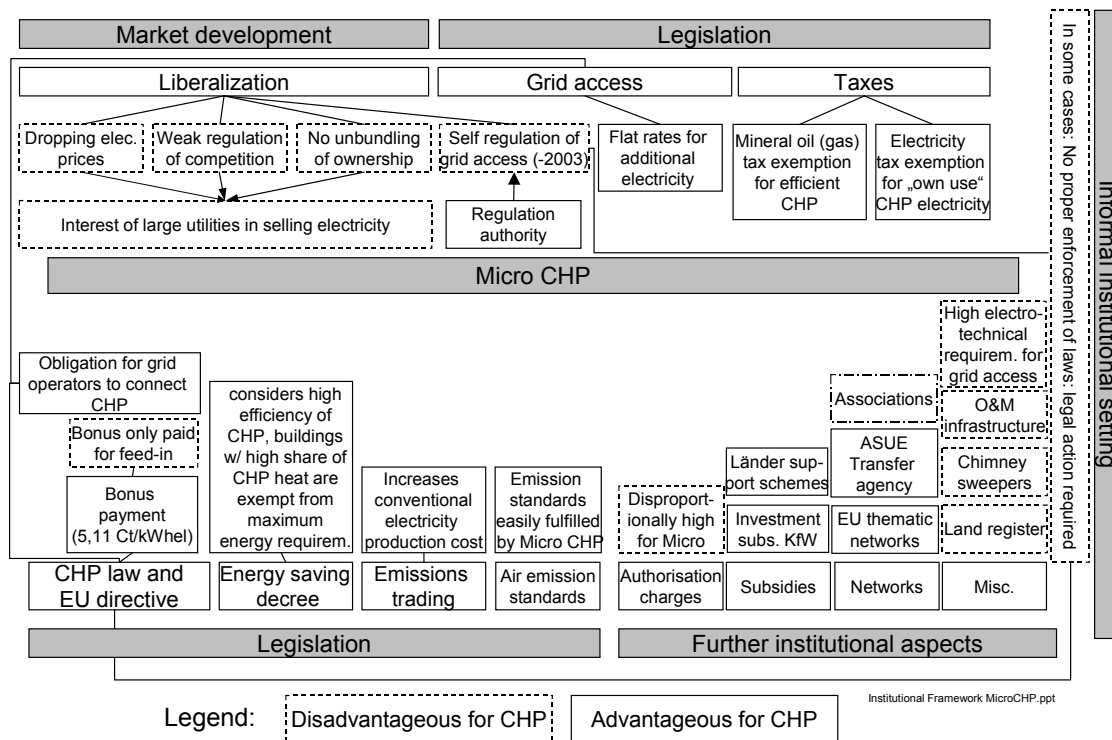 Market development
Legislation
Liberalization
Grid access
Taxes
Dropping elec.
prices
Weak regulation
of competition
No unbundling
of ownership
Self regulation of
grid access (-2003)
Flat rates for
additional
electricity
Mineral oil (gas)
tax exemption
for efficient
CHP
Electricity
tax exemption
for „own use“
CHP electricity
Interest of large utilities in selling electricity
Regulation
authority
Micro CHP
In some cases: No proper enforcement of laws: legal action required
Informal institutional setting
Obligation for grid
operators to connect
CHP
Bonus only paid
for feed-in
Bonus
payment
(5,11 Ct/kWhel)
CHP law and
EU directive
considers high
efficiency of
CHP, buildings
w/ high share of
CHP heat are
exempt from
maximum
energy requirem.
Energy saving
decree
Increases
conventional
electricity
production cost
Emissions
trading
Emission
standards
easily fulfilled
by Micro CHP
Air emission
standards
Disproport-
ionally high
for Micro
Authorisation
charges
Länder sup-
port schemes
Investment
subs. KfW
Subsidies
Associations
ASUE
Transfer
agency
EU thematic
networks
Networks
High electro-
technical
requirem. for
grid access
O&M
infrastructure
Chimney
sweepers
Land register
Misc.
Legislation
Further institutional aspects
Institutional Framework MicroCHP.ppt
Legend:
Disadvantageous for CHP
Advantageous for CHP